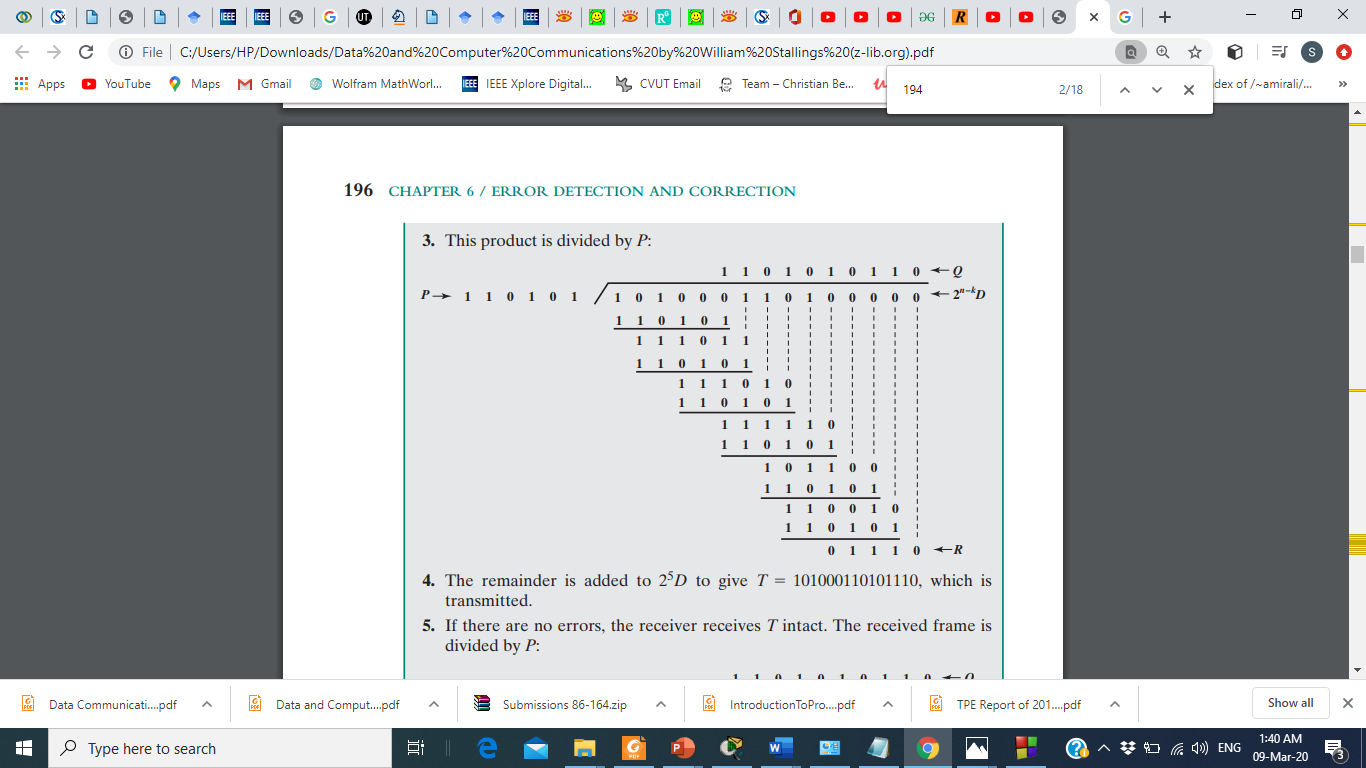 File | C:/Users/HP/Downloads/Data%20and%20Computer%20Communications%20by%20William%20Stallings%20(z-lib.org).pdf
Apps YouTube Maps Gmail Wolfram MathWorl... IEEE Xplore Digital... CVUT Email Team – Christian Be... dex of /~amirali/... »
194 2/18
196 CHAPTER 6 / ERROR DETECTION AND CORRECTION
3. This product is divided by P:
1 1 0 1 0 1 0 1 1 0 ←Q
P→ 1 1 0 1 0 1 / 1 0 1 0 0 0 1 1 0 1 0 0 0 0 0 ←2ⁿ⁻ᵏD
1 1 0 1 0 1
1 1 1 0 1 1
1 1 0 1 0 1
1 1 1 0 1 0
1 1 0 1 0 1
1 1 1 1 1 0
1 1 0 1 0 1
1 0 1 1 0 0
1 1 0 1 0 1
1 1 0 0 1 0
1 1 0 1 0 1
0 1 1 1 0 ←R
4. The remainder is added to 2⁵D to give T = 101000110101110, which is
transmitted.
5. If there are no errors, the receiver receives T intact. The received frame is
divided by P:
Data Communicati....pdf Data and Comput....pdf Submissions 86-164.zip IntroductionToPro....pdf TPE Report of 201....pdf Show all
Type here to search
ENG 1:40 AM
09-Mar-20 3